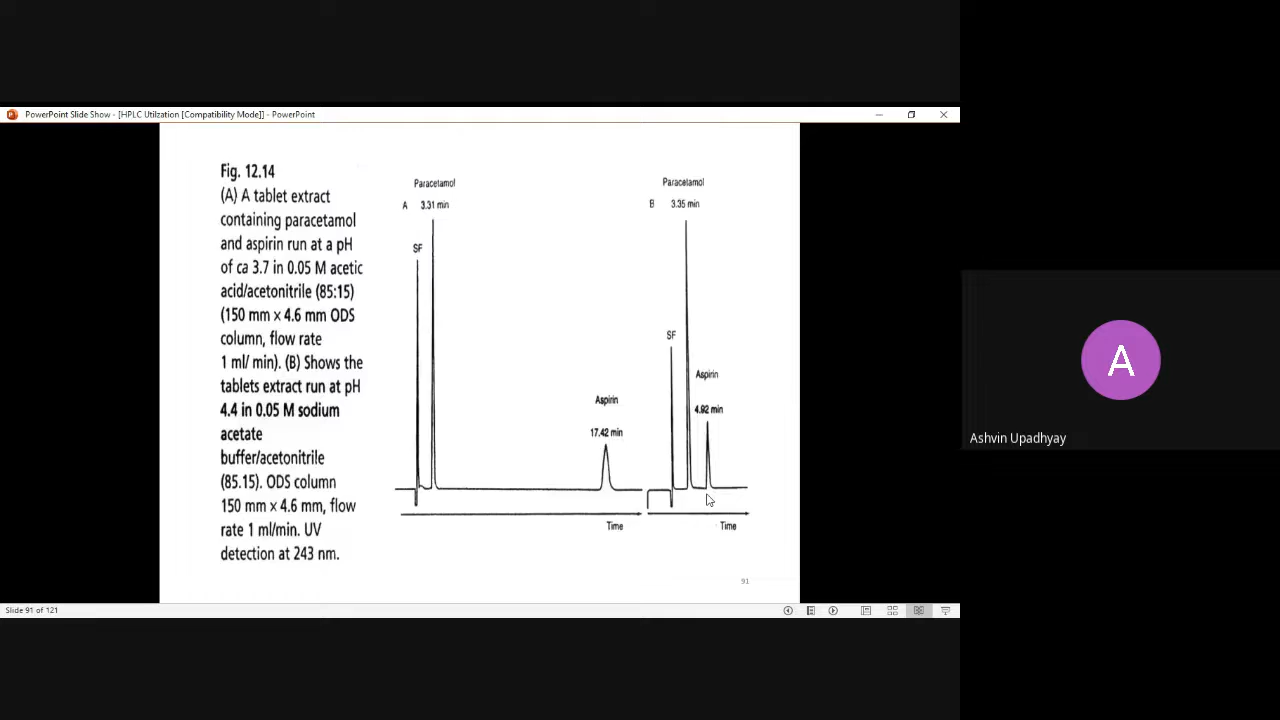 PowerPoint Slide Show - [HPLC Utilzation [Compatibility Mode]] - PowerPoint
Fig. 12.14
(A) A tablet extract
containing paracetamol
and aspirin run at a pH
of ca 3.7 in 0.05 M acetic
acid/acetonitrile (85:15)
(150 mm × 4.6 mm ODS
column, flow rate
1 ml/ min). (B) Shows the
tablets extract run at pH
4.4 in 0.05 M sodium
acetate
buffer/acetonitrile
(85.15). ODS column
150 mm × 4.6 mm, flow
rate 1 ml/min. UV
detection at 243 nm.
Paracetamol
A 3.31 min
SF
Aspirin
17.42 min
Time
Paracetamol
B 3.35 min
SF
Aspirin
4.92 min
Time
91
Slide 91 of 121
A
Ashvin Upadhyay